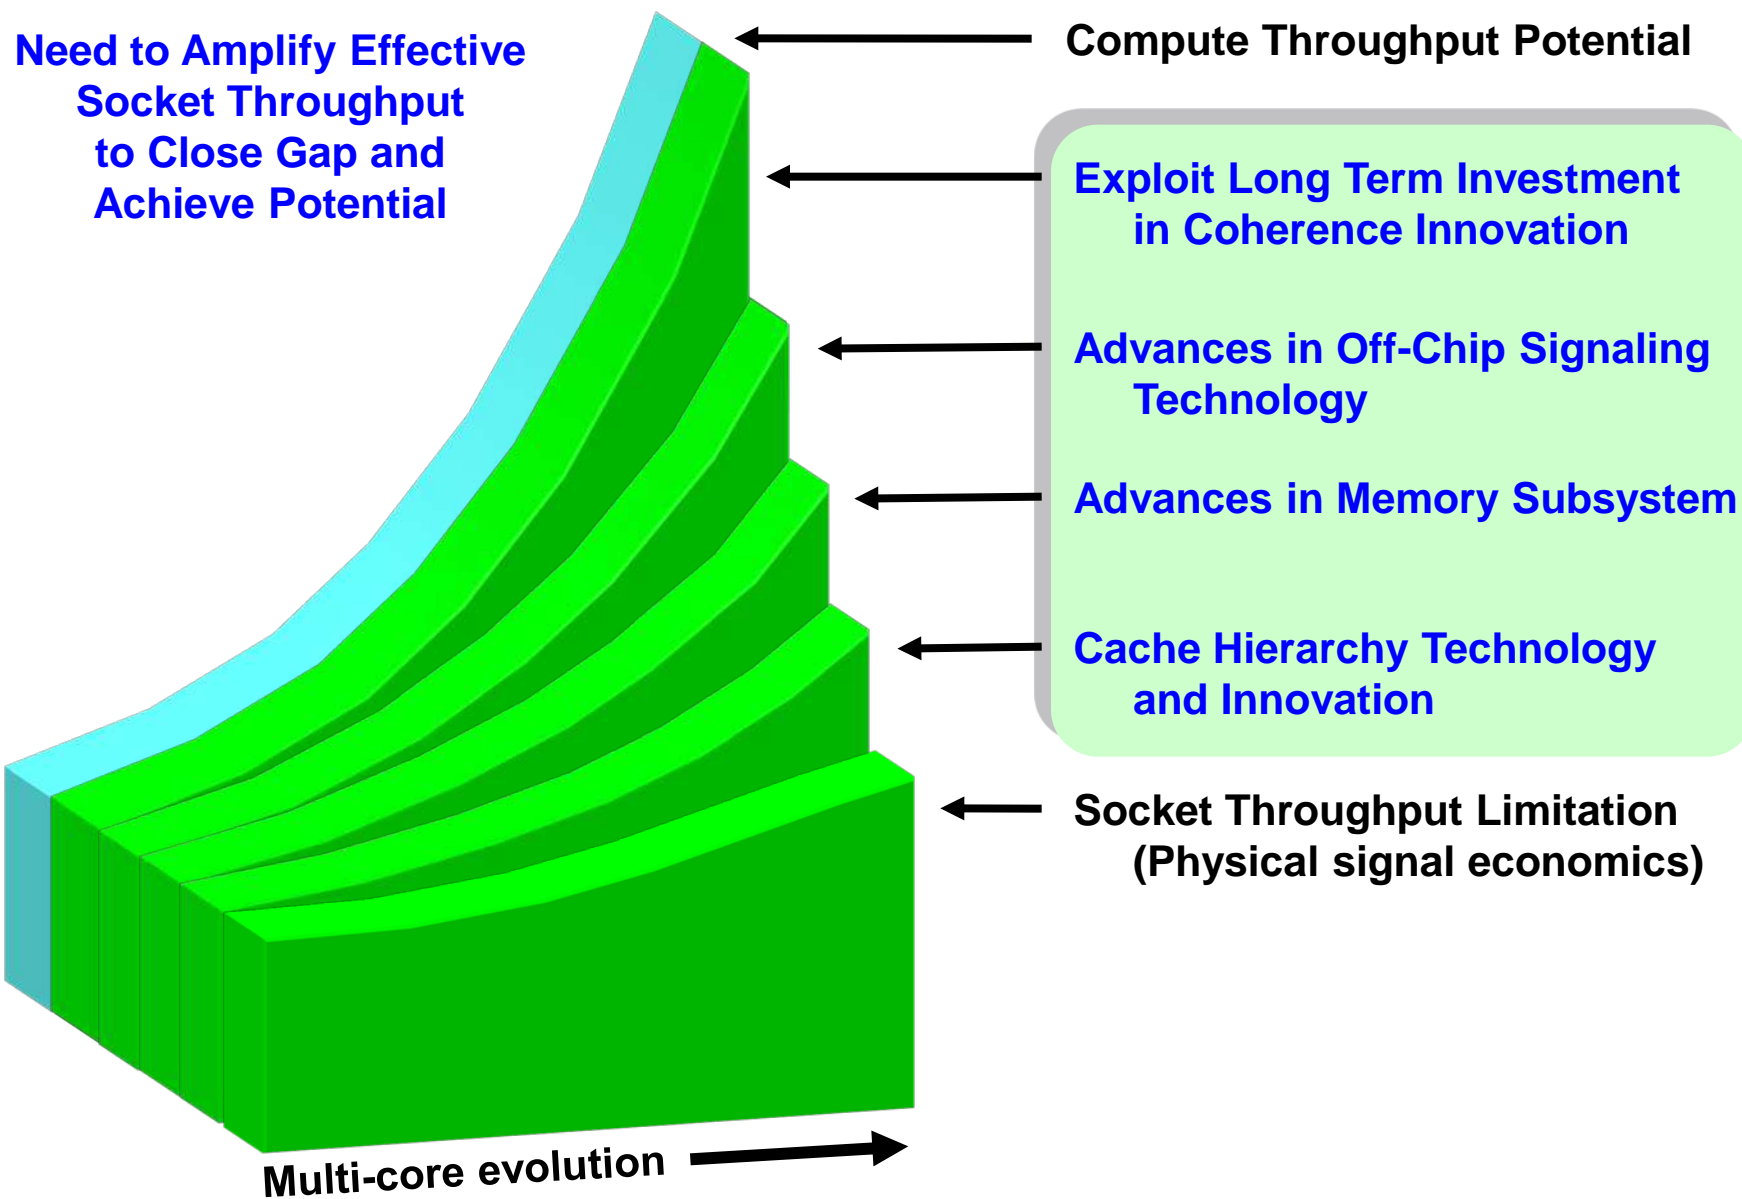 Need to Amplify Effective
Socket Throughput
to Close Gap and
Achieve Potential
Compute Throughput Potential
Exploit Long Term Investment
in Coherence Innovation
Advances in Off-Chip Signaling
Technology
Advances in Memory Subsystem
Cache Hierarchy Technology
and Innovation
Socket Throughput Limitation
(Physical signal economics)
Multi-core evolution